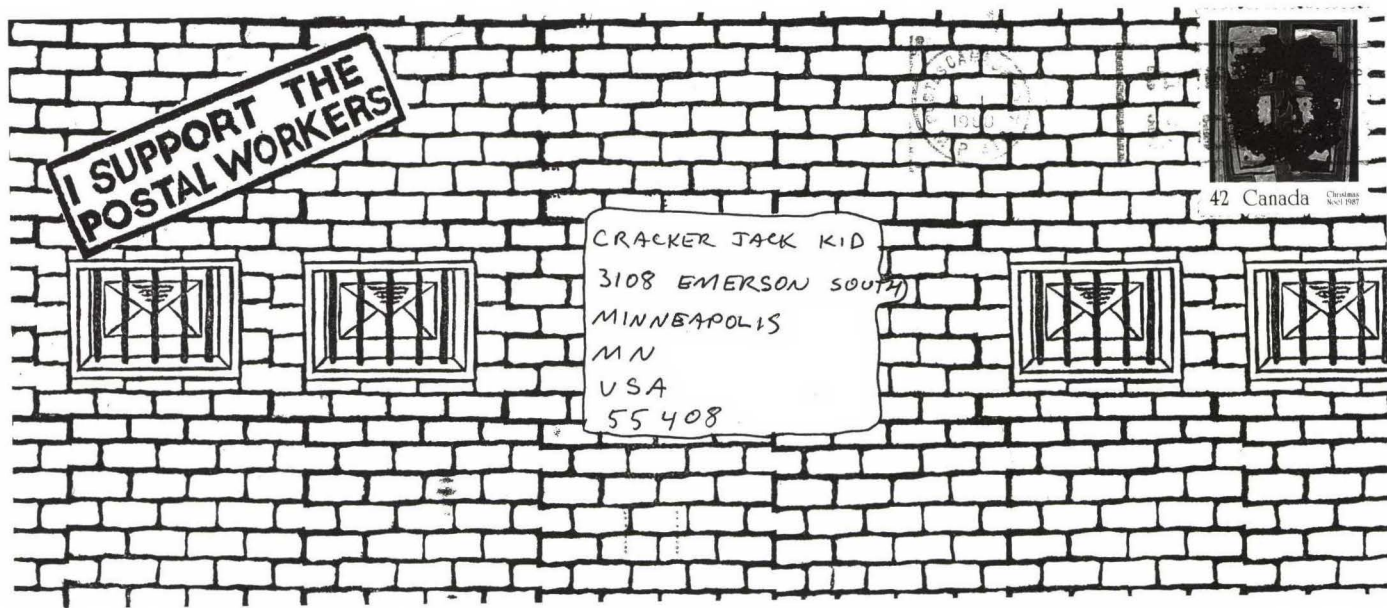 I SUPPORT THE
POSTAL WORKERS
42 Canada
Christmas
Noël 1987
CRACKER JACK KID
3108 EMERSON SOUTH
MINNEAPOLIS
MN
USA
55408